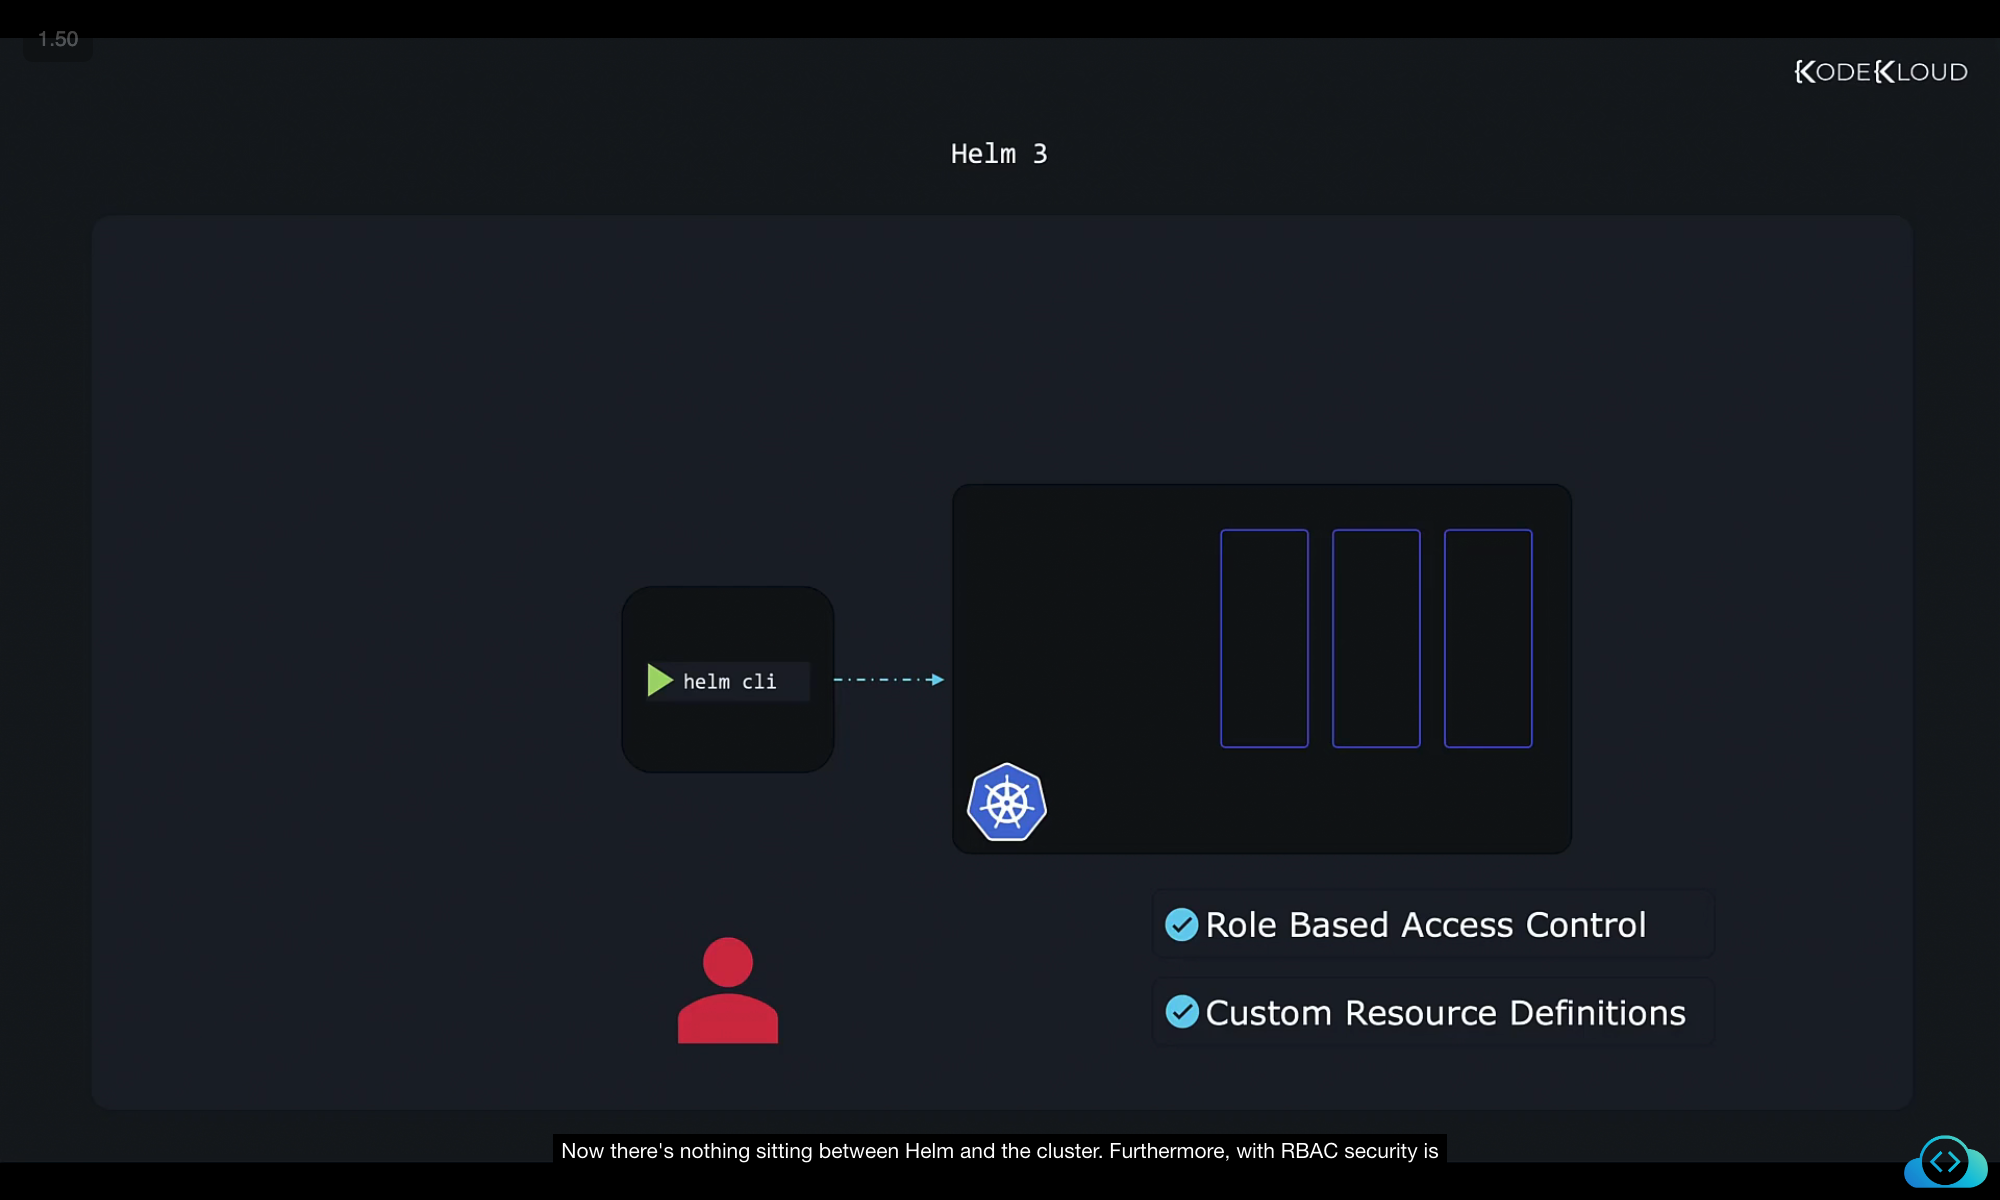 1.50
KODEKLOUD
Helm 3
helm cli
Role Based Access Control
Custom Resource Definitions
Now there's nothing sitting between Helm and the cluster. Furthermore, with RBAC security is